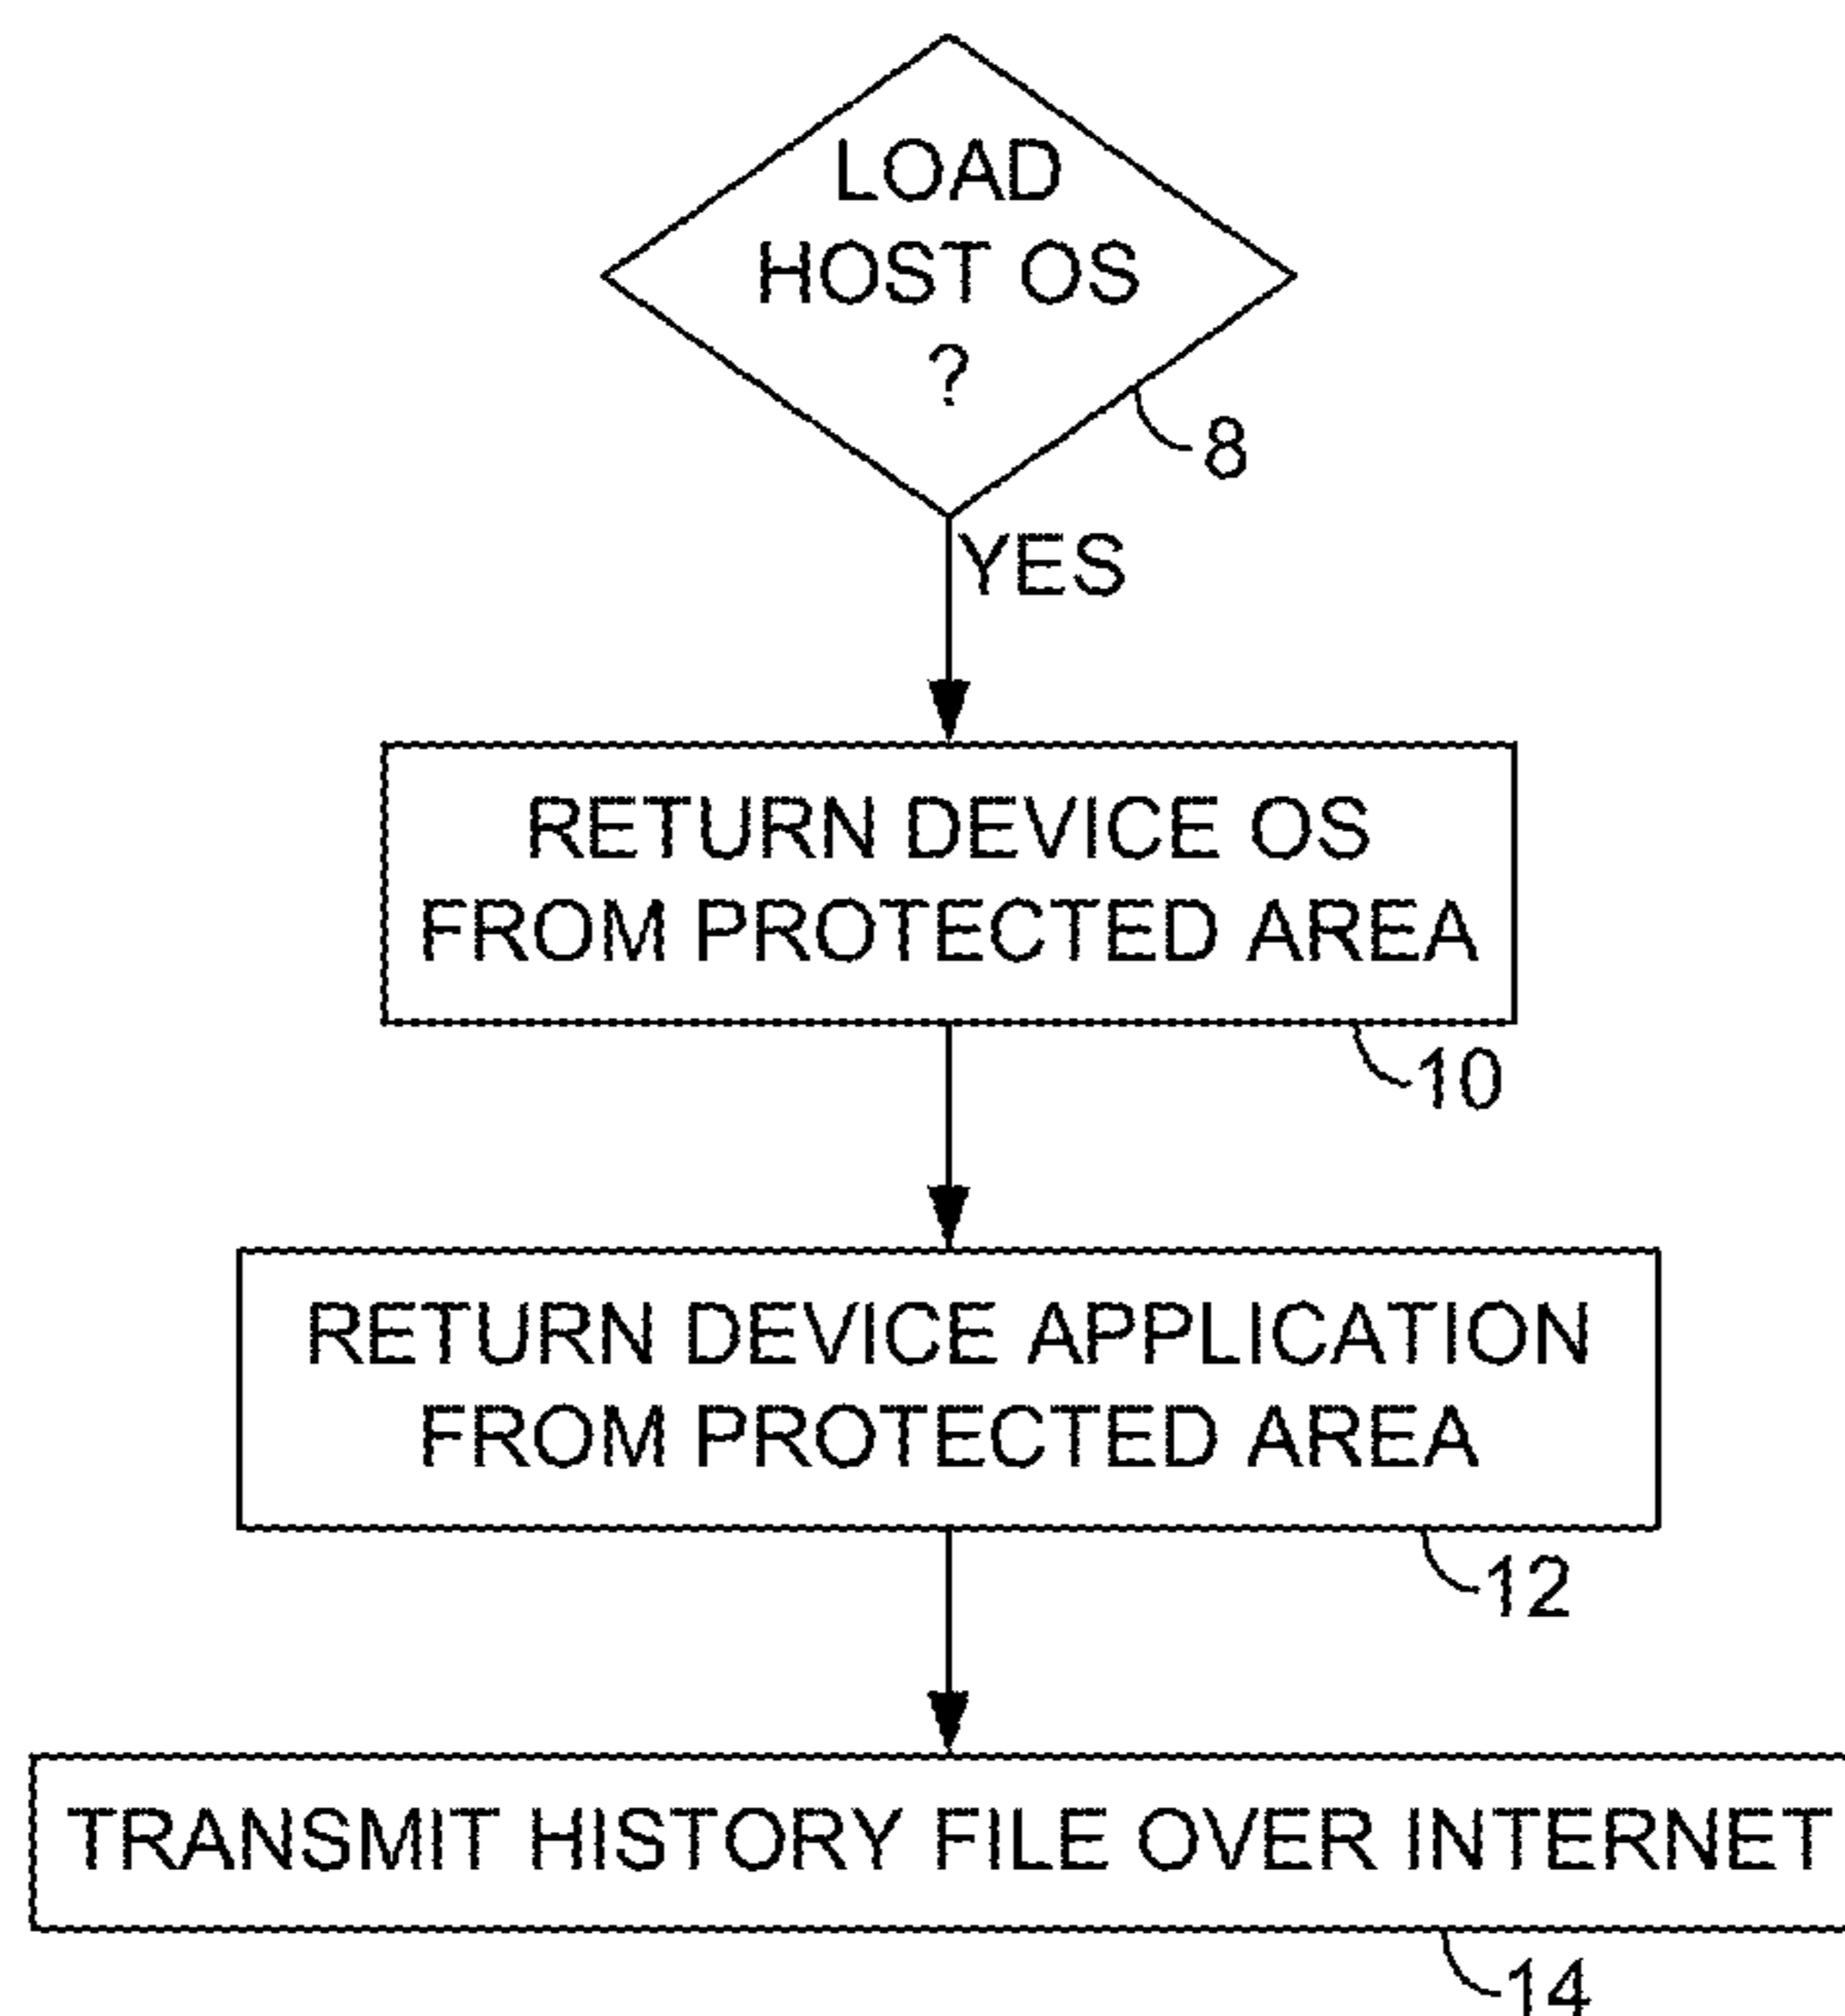 LOAD
HOST OS
?
8
YES
RETURN DEVICE OS
FROM PROTECTED AREA
10
RETURN DEVICE APPLICATION
FROM PROTECTED AREA
12
TRANSMIT HISTORY FILE OVER INTERNET
14